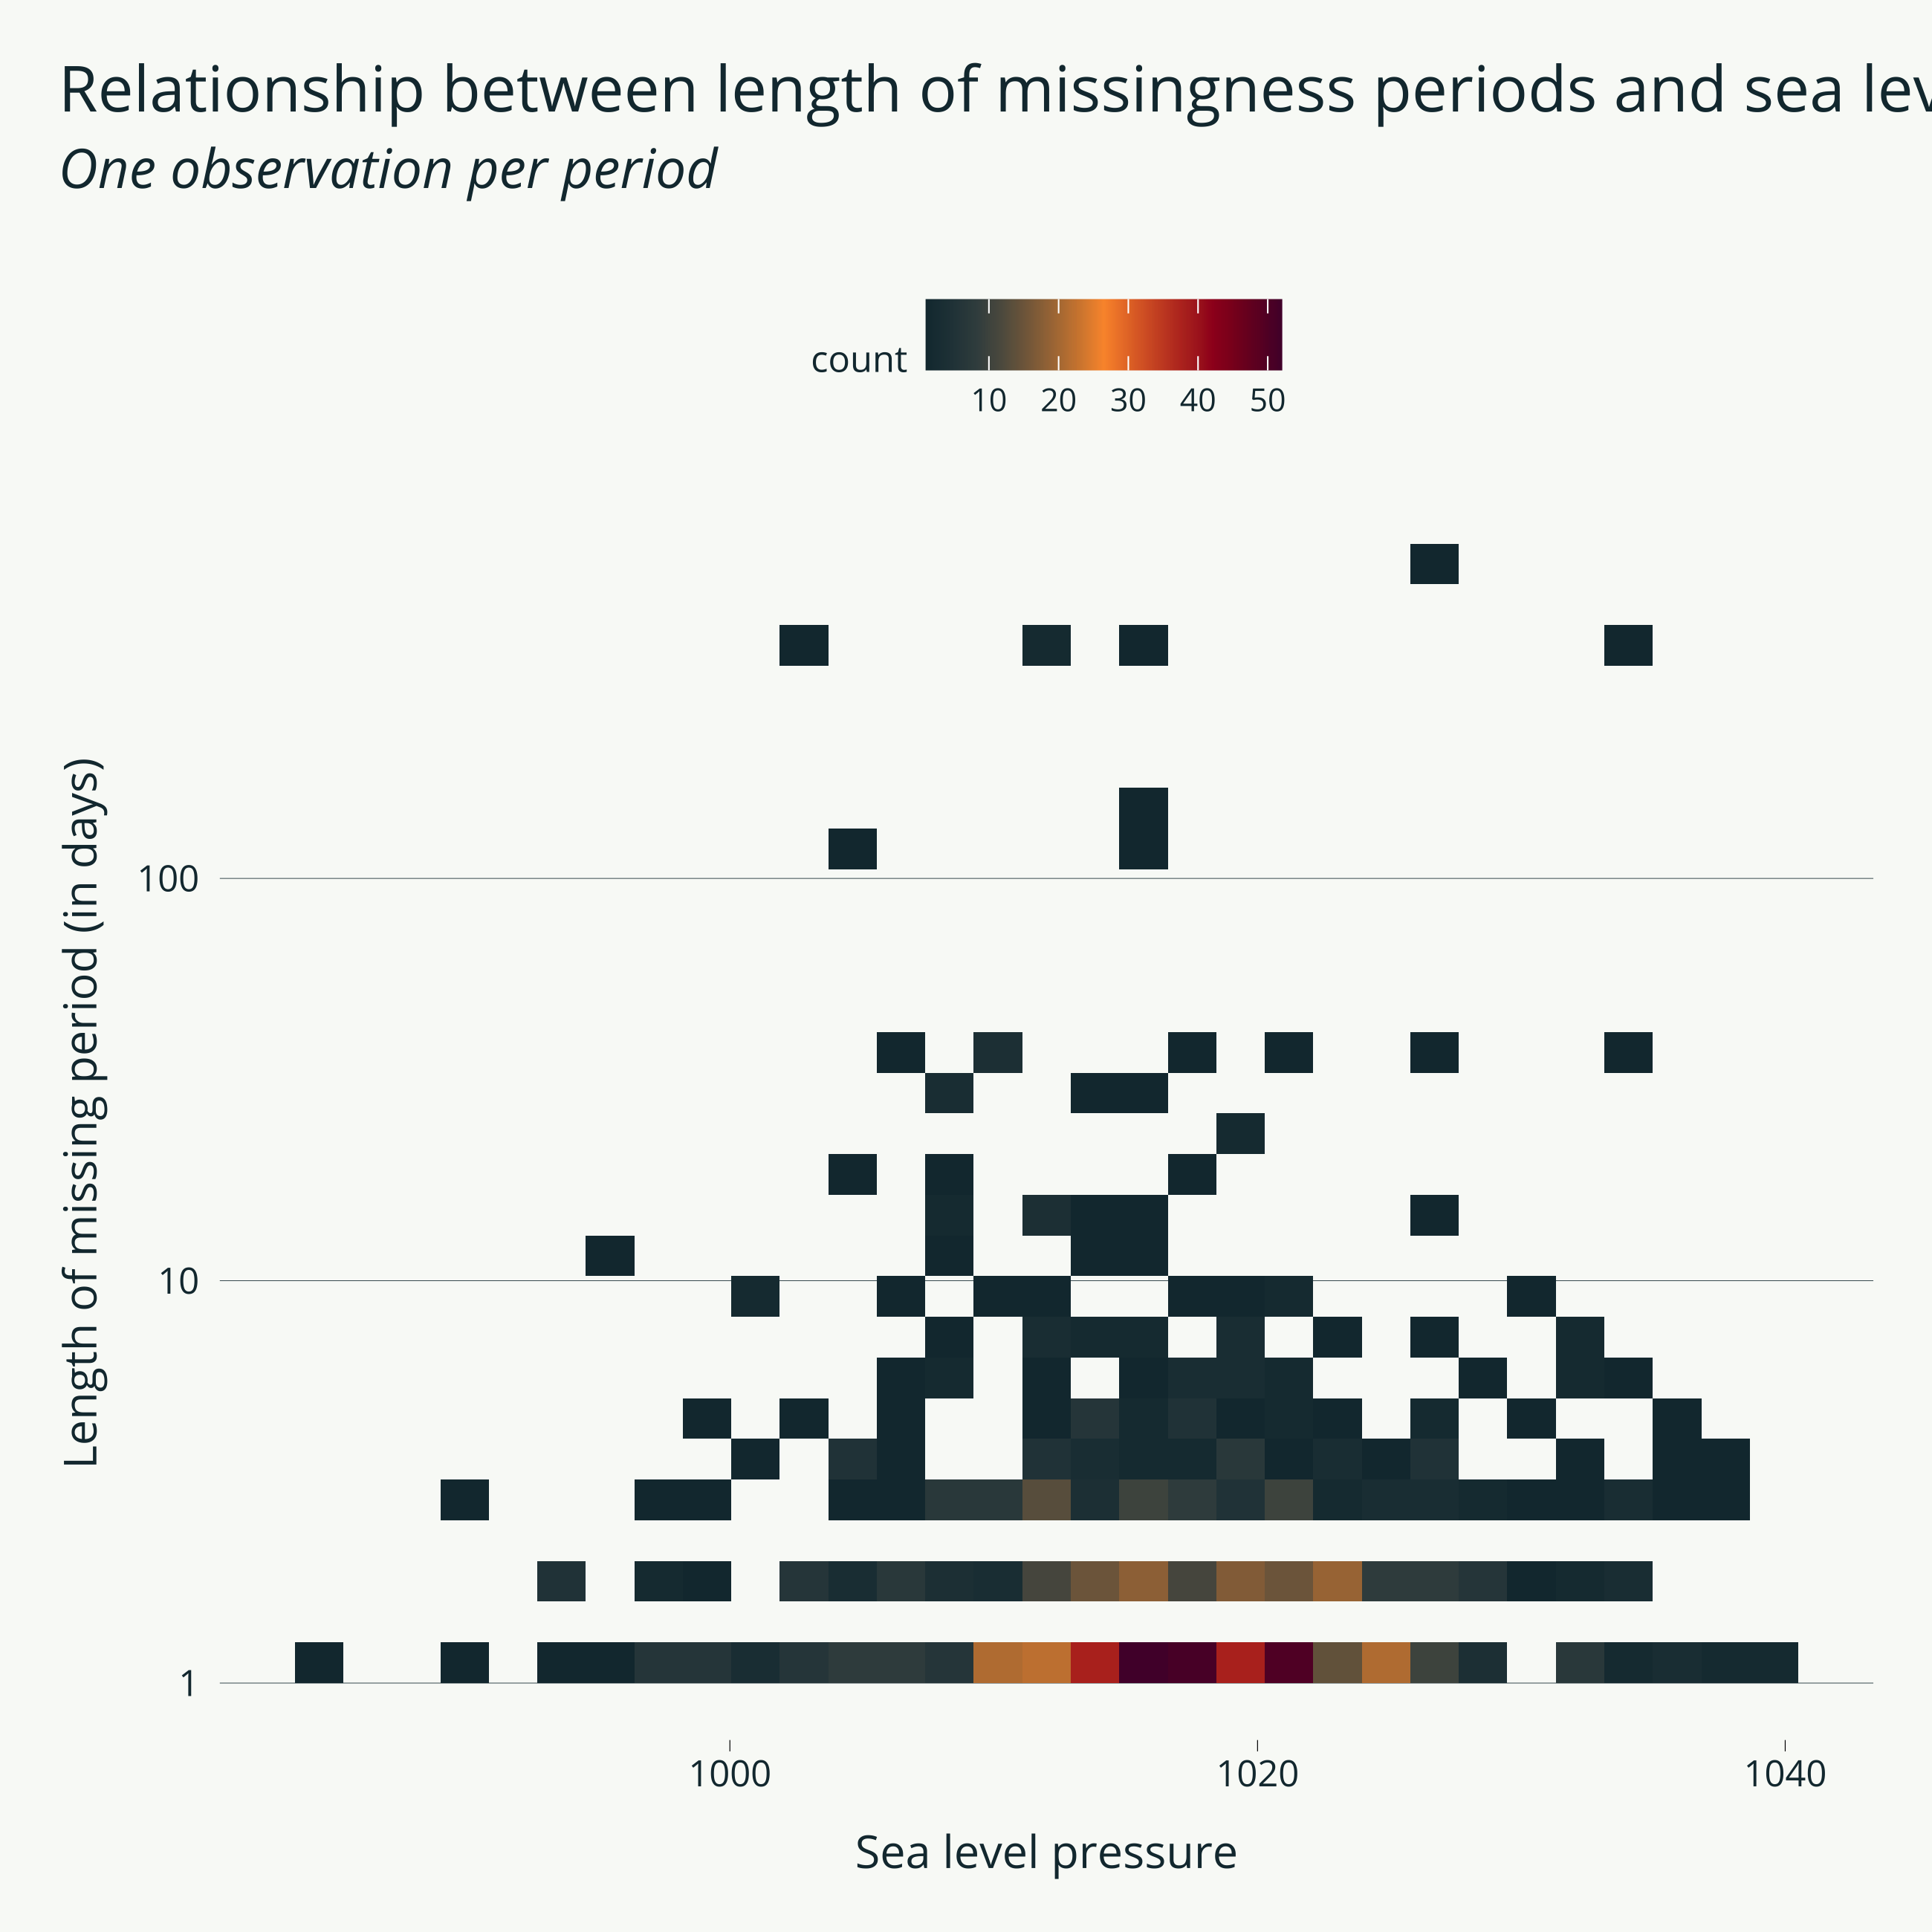 Relationship between length of missingness periods and sea lev
One observation per period
count
10 20 30 40 50
Length of missing period (in days)
100
10
1
1000 1020 1040
Sea level pressure